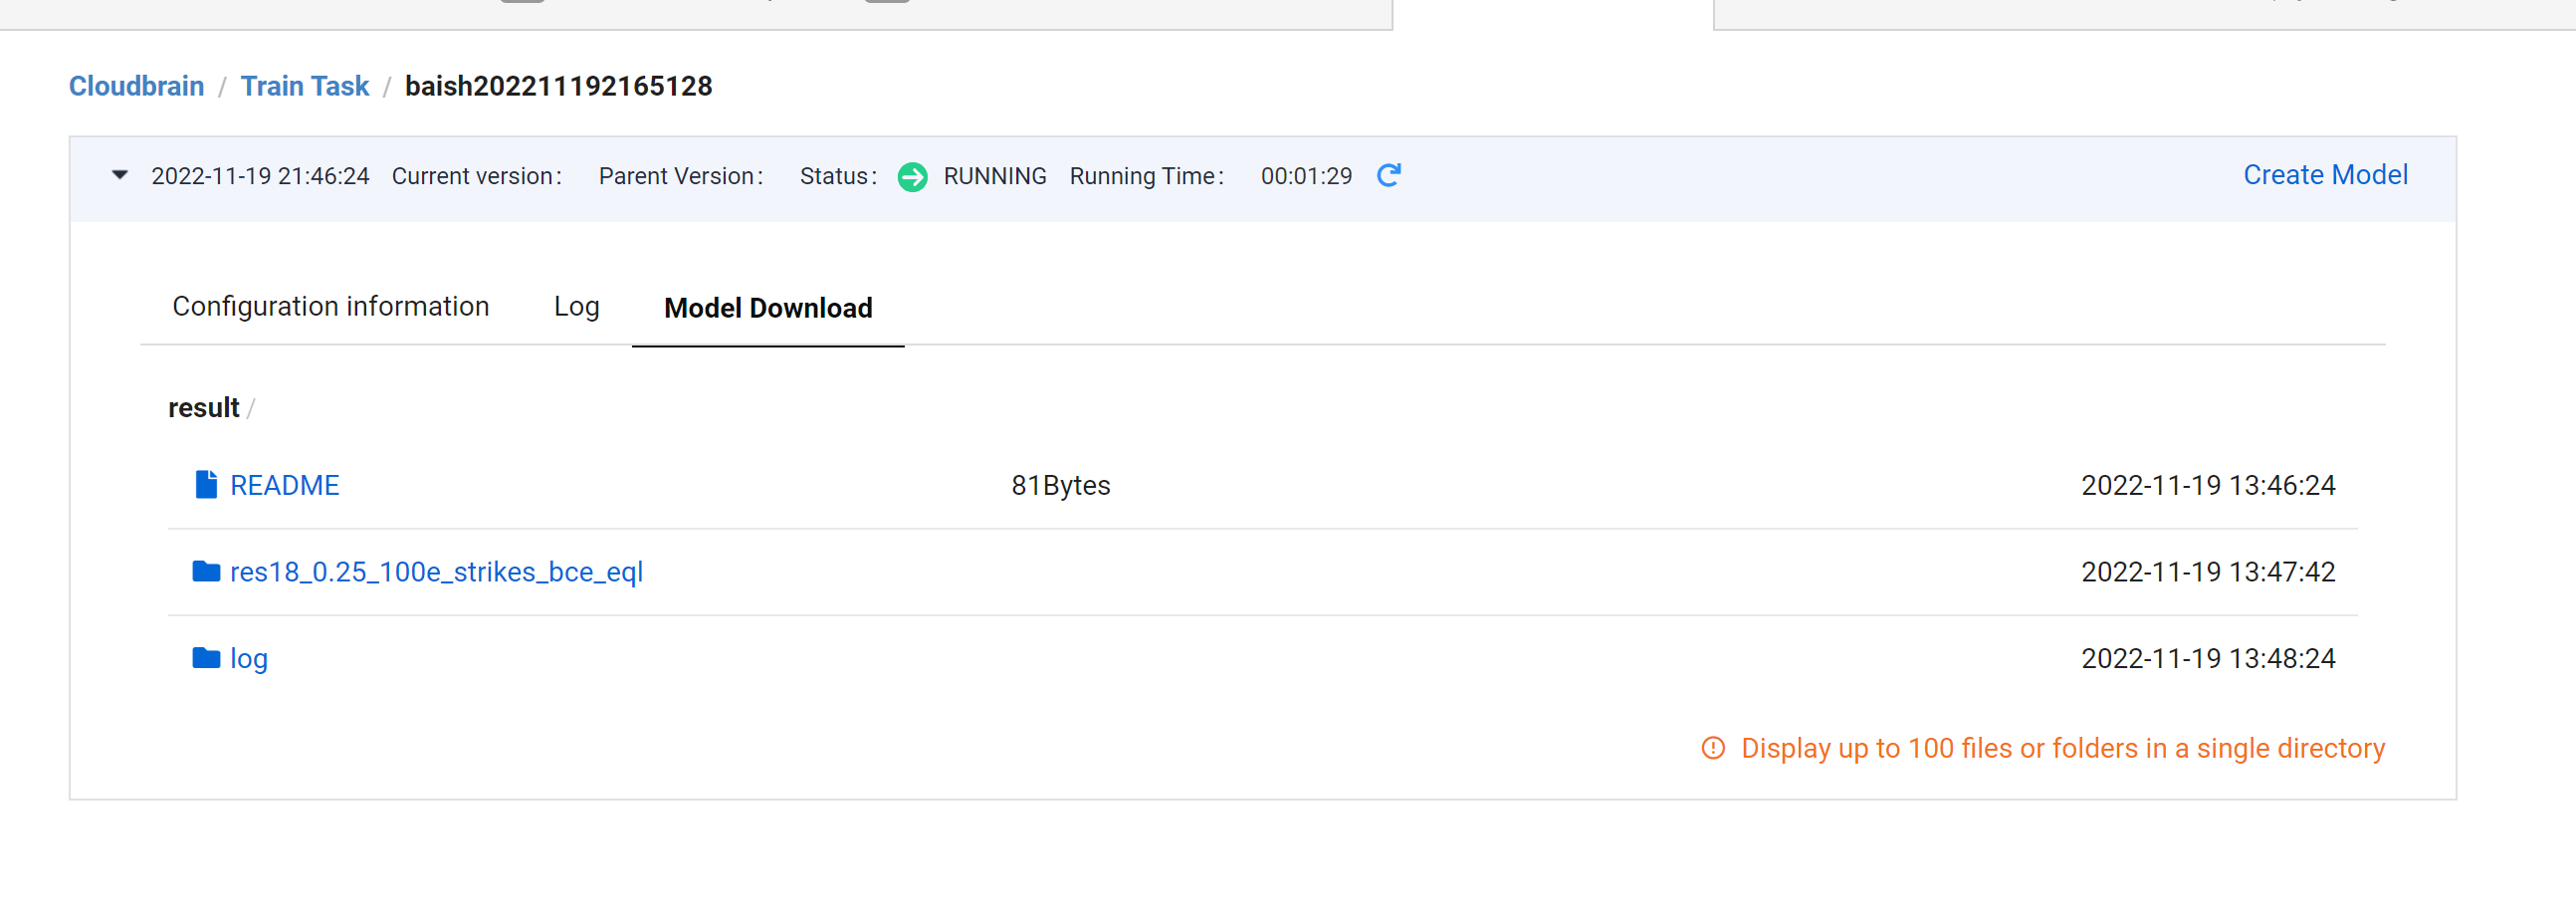 Cloudbrain / Train Task / baish202211192165128
2022-11-19 21:46:24 Current version: Parent Version: Status: RUNNING Running Time: 00:01:29 Create Model
Configuration information Log Model Download
result /
README 81Bytes 2022-11-19 13:46:24
res18_0.25_100e_strikes_bce_eql 2022-11-19 13:47:42
log 2022-11-19 13:48:24
Display up to 100 files or folders in a single directory